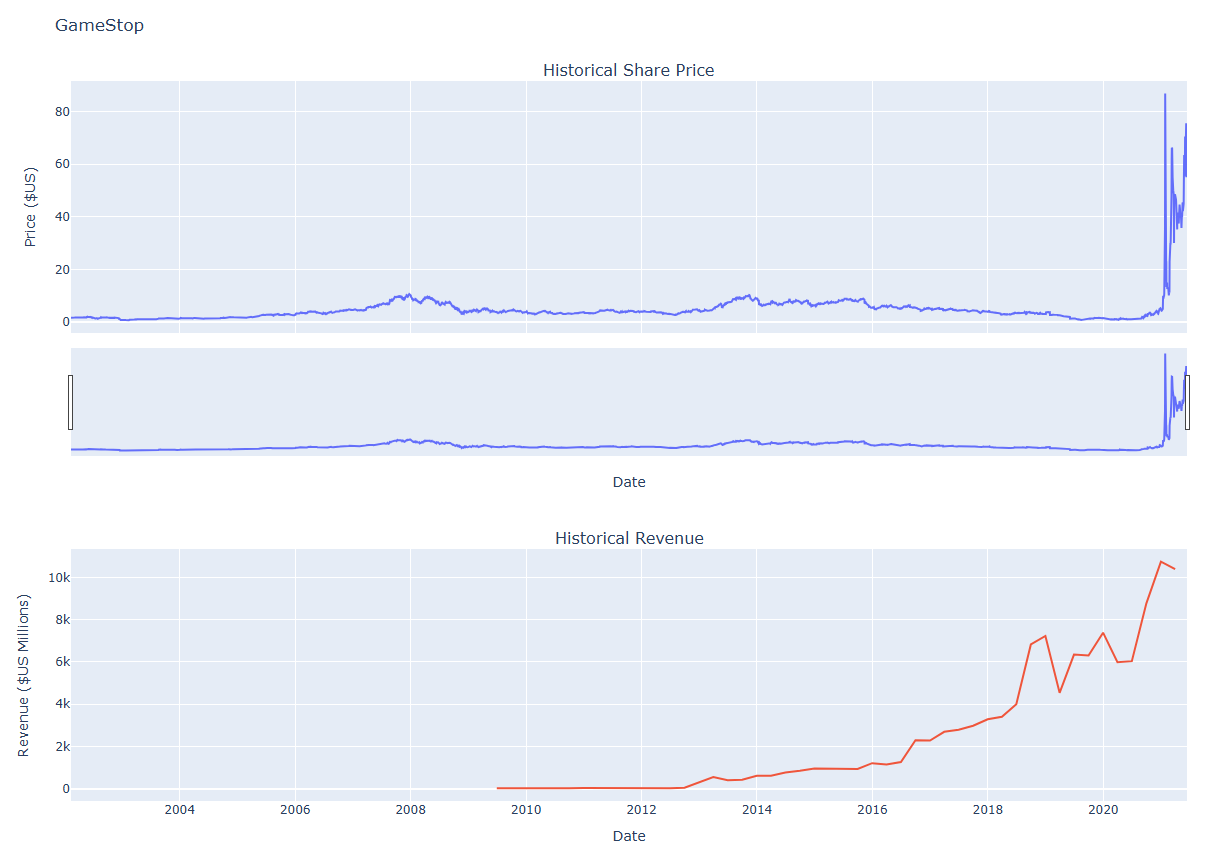 GameStop
Historical Share Price
Price ($US)
80
60
40
20
0
Date
Historical Revenue
Revenue ($US Millions)
10k
8k
6k
4k
2k
0
2004 2006 2008 2010 2012 2014 2016 2018 2020
Date